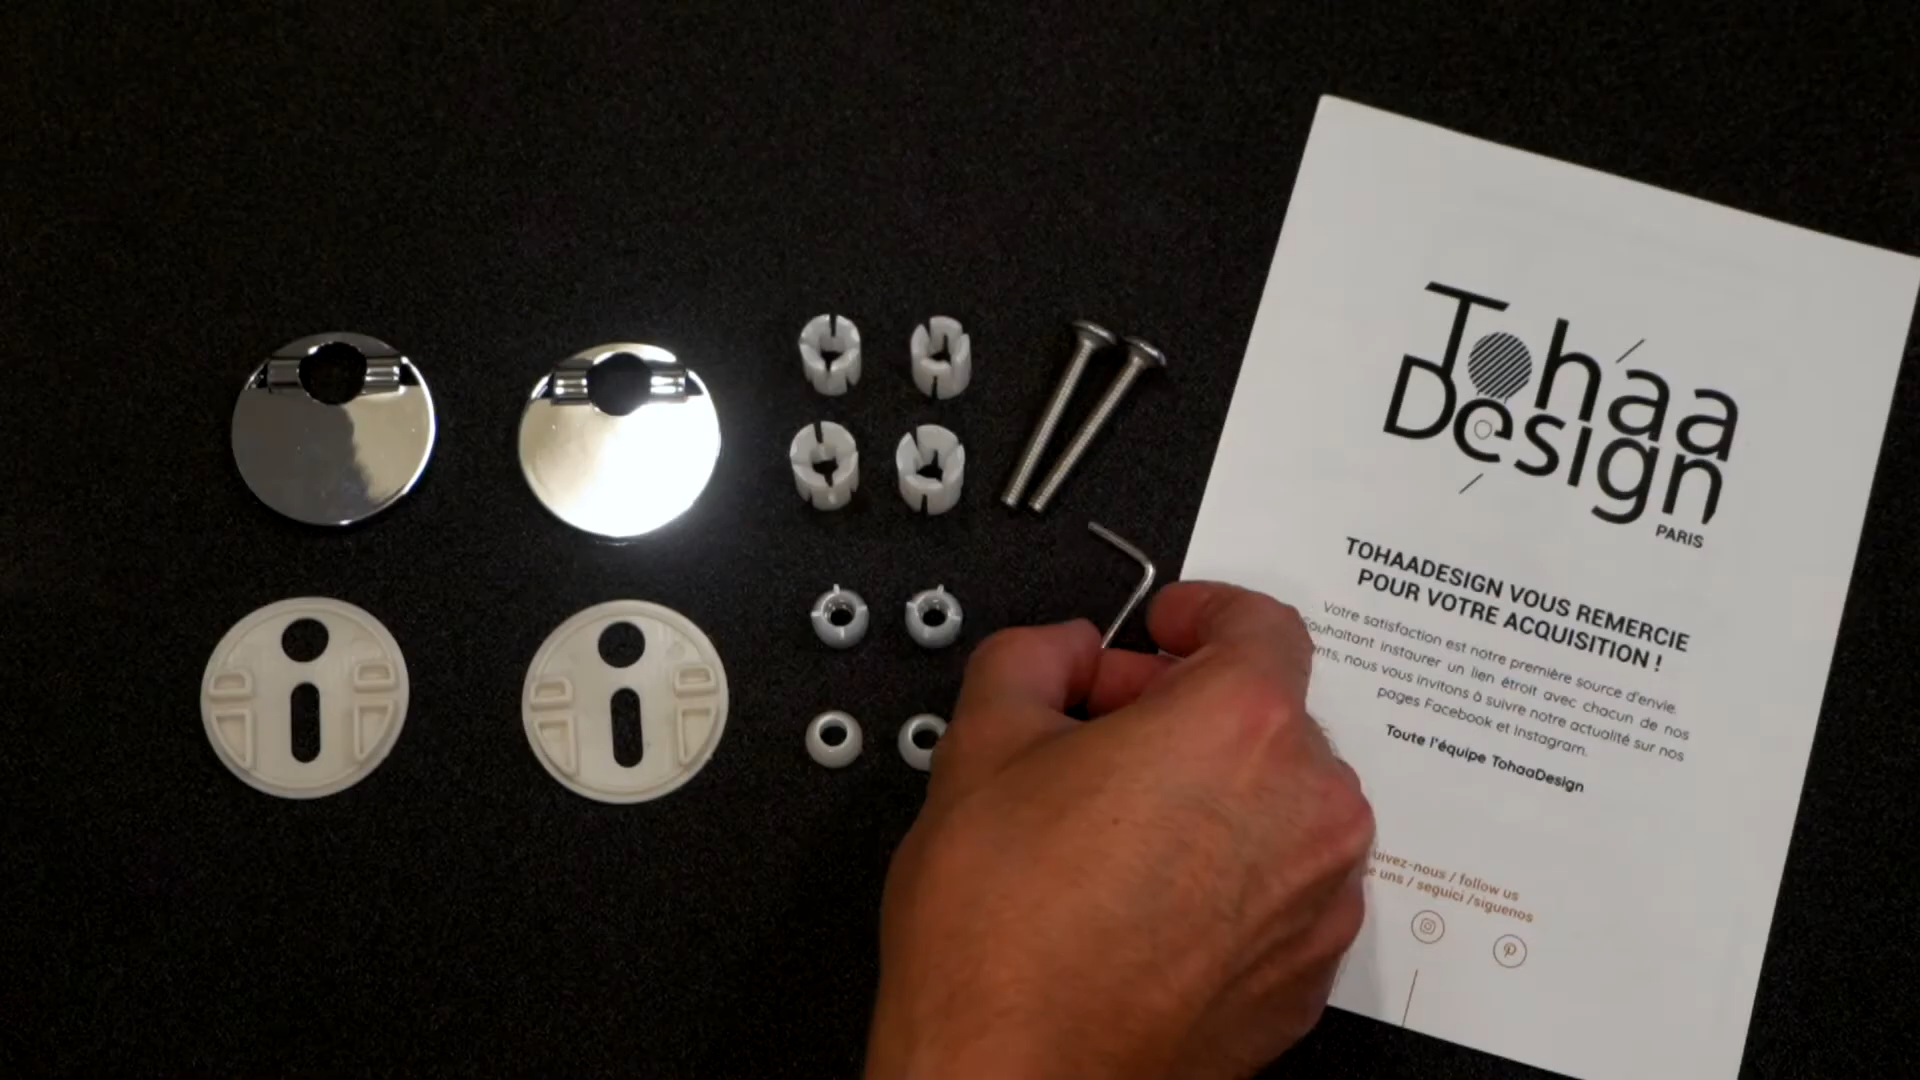 Tohaa
Design
PARIS
TOHAADESIGN VOUS REMERCIE
POUR VOTRE ACQUISITION !
Votre satisfaction est notre première source d'envie.
Souhaitant instaurer un lien étroit avec chacun de nos
nous vous invitons à suivre notre actualité sur nos
pages Facebook et Instagram.
Toute l'équipe TohaaDesign
/ follow us
uns / seguici /siguenos